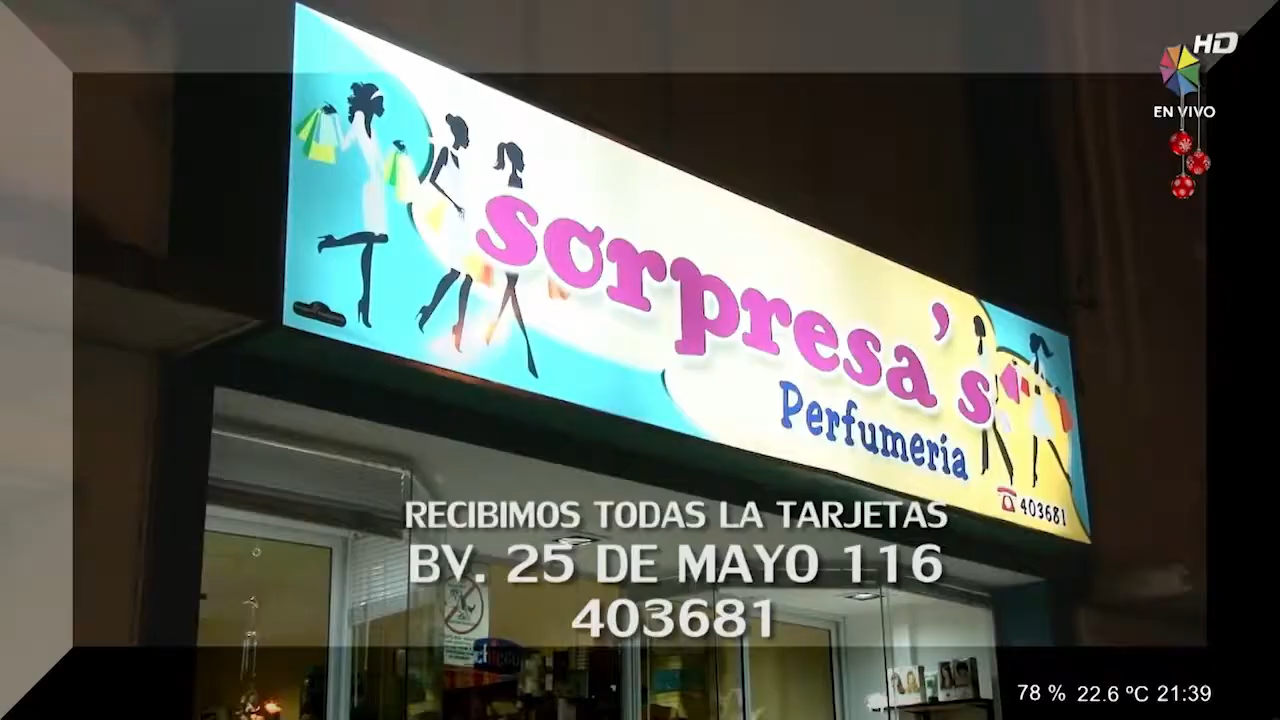 HD
EN VIVO
sorpresa's
Perfumería
403681
RECIBIMOS TODAS LA TARJETAS
BV. 25 DE MAYO 116
403681
chicco
78 % 22.6 ºC 21:39